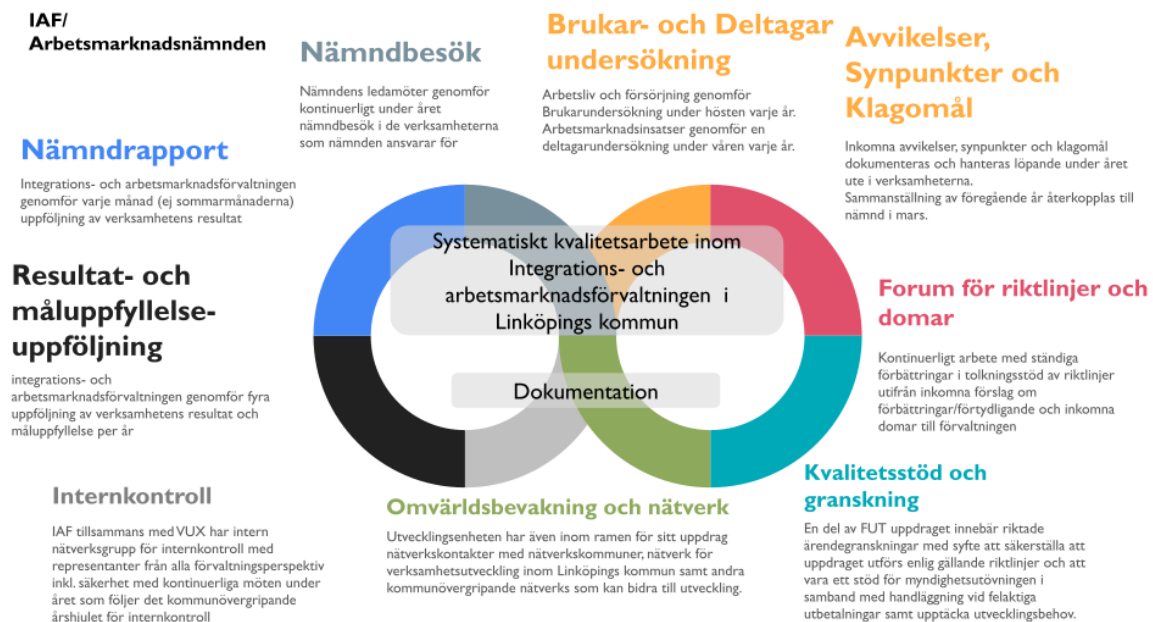 IAF/
Arbetsmarknadsnämnden
Nämndbesök
Nämndens ledamöter genomför
kontinuerligt under året
nämndbesök i de verksamheterna
som nämnden ansvarar för
Brukar- och Deltagar
undersökning
Arbetsliv och försörjning genomför
Brukarundersökning under hösten varje år.
Arbetsmarknadsinsatser genomför en
deltagarundersökning under våren varje år.
Avvikelser,
Synpunkter och
Klagomål
Inkomna avvikelser, synpunkter och klagomål
dokumenteras och hanteras löpande under året
ute i verksamheterna.
Sammanställning av föregående år återkopplas till
nämnd i mars.
Nämndrapport
Integrations- och arbetsmarknadsförvaltningen
genomför varje månad (ej sommarmånaderna)
uppföljning av verksamhetens resultat
Systematiskt kvalitetsarbete inom
Integrations- och
arbetsmarknadsförvaltningen i
Linköpings kommun
Dokumentation
Resultat- och
måluppfyllelse-
uppföljning
integrations- och
arbetsmarknadsförvaltningen genomför fyra
uppföljning av verksamhetens resultat och
måluppfyllelse per år
Forum för riktlinjer och
domar
Kontinuerligt arbete med ständiga
förbättringar i tolkningsstöd av riktlinjer
utifrån inkomna förslag om
förbättringar/förtydligande och inkomna
domar till förvaltningen
Internkontroll
IAF tillsammans med VUX har intern
nätverksgrupp för internkontroll med
representanter från alla förvaltningsperspektiv
inkl. säkerhet med kontinuerliga möten under
året som följer det kommunövergripande
årshjulet för internkontroll
Omvärldsbevakning och nätverk
Utvecklingsenheten har även inom ramen för sitt uppdrag
nätverkskontakter med nätverkskommuner, nätverk för
verksamhetsutveckling inom Linköpings kommun samt andra
kommunövergripande nätverks som kan bidra till utveckling.
Kvalitetsstöd och
granskning
En del av FUT uppdraget innebär riktade
ärendegranskningar med syfte att säkerställa att
uppdraget utförs enlig gällande riktlinjer och att
vara ett stöd för myndighetsutövningen i
samband med handläggning vid felaktiga
utbetalningar samt upptäcka utvecklingsbehov.